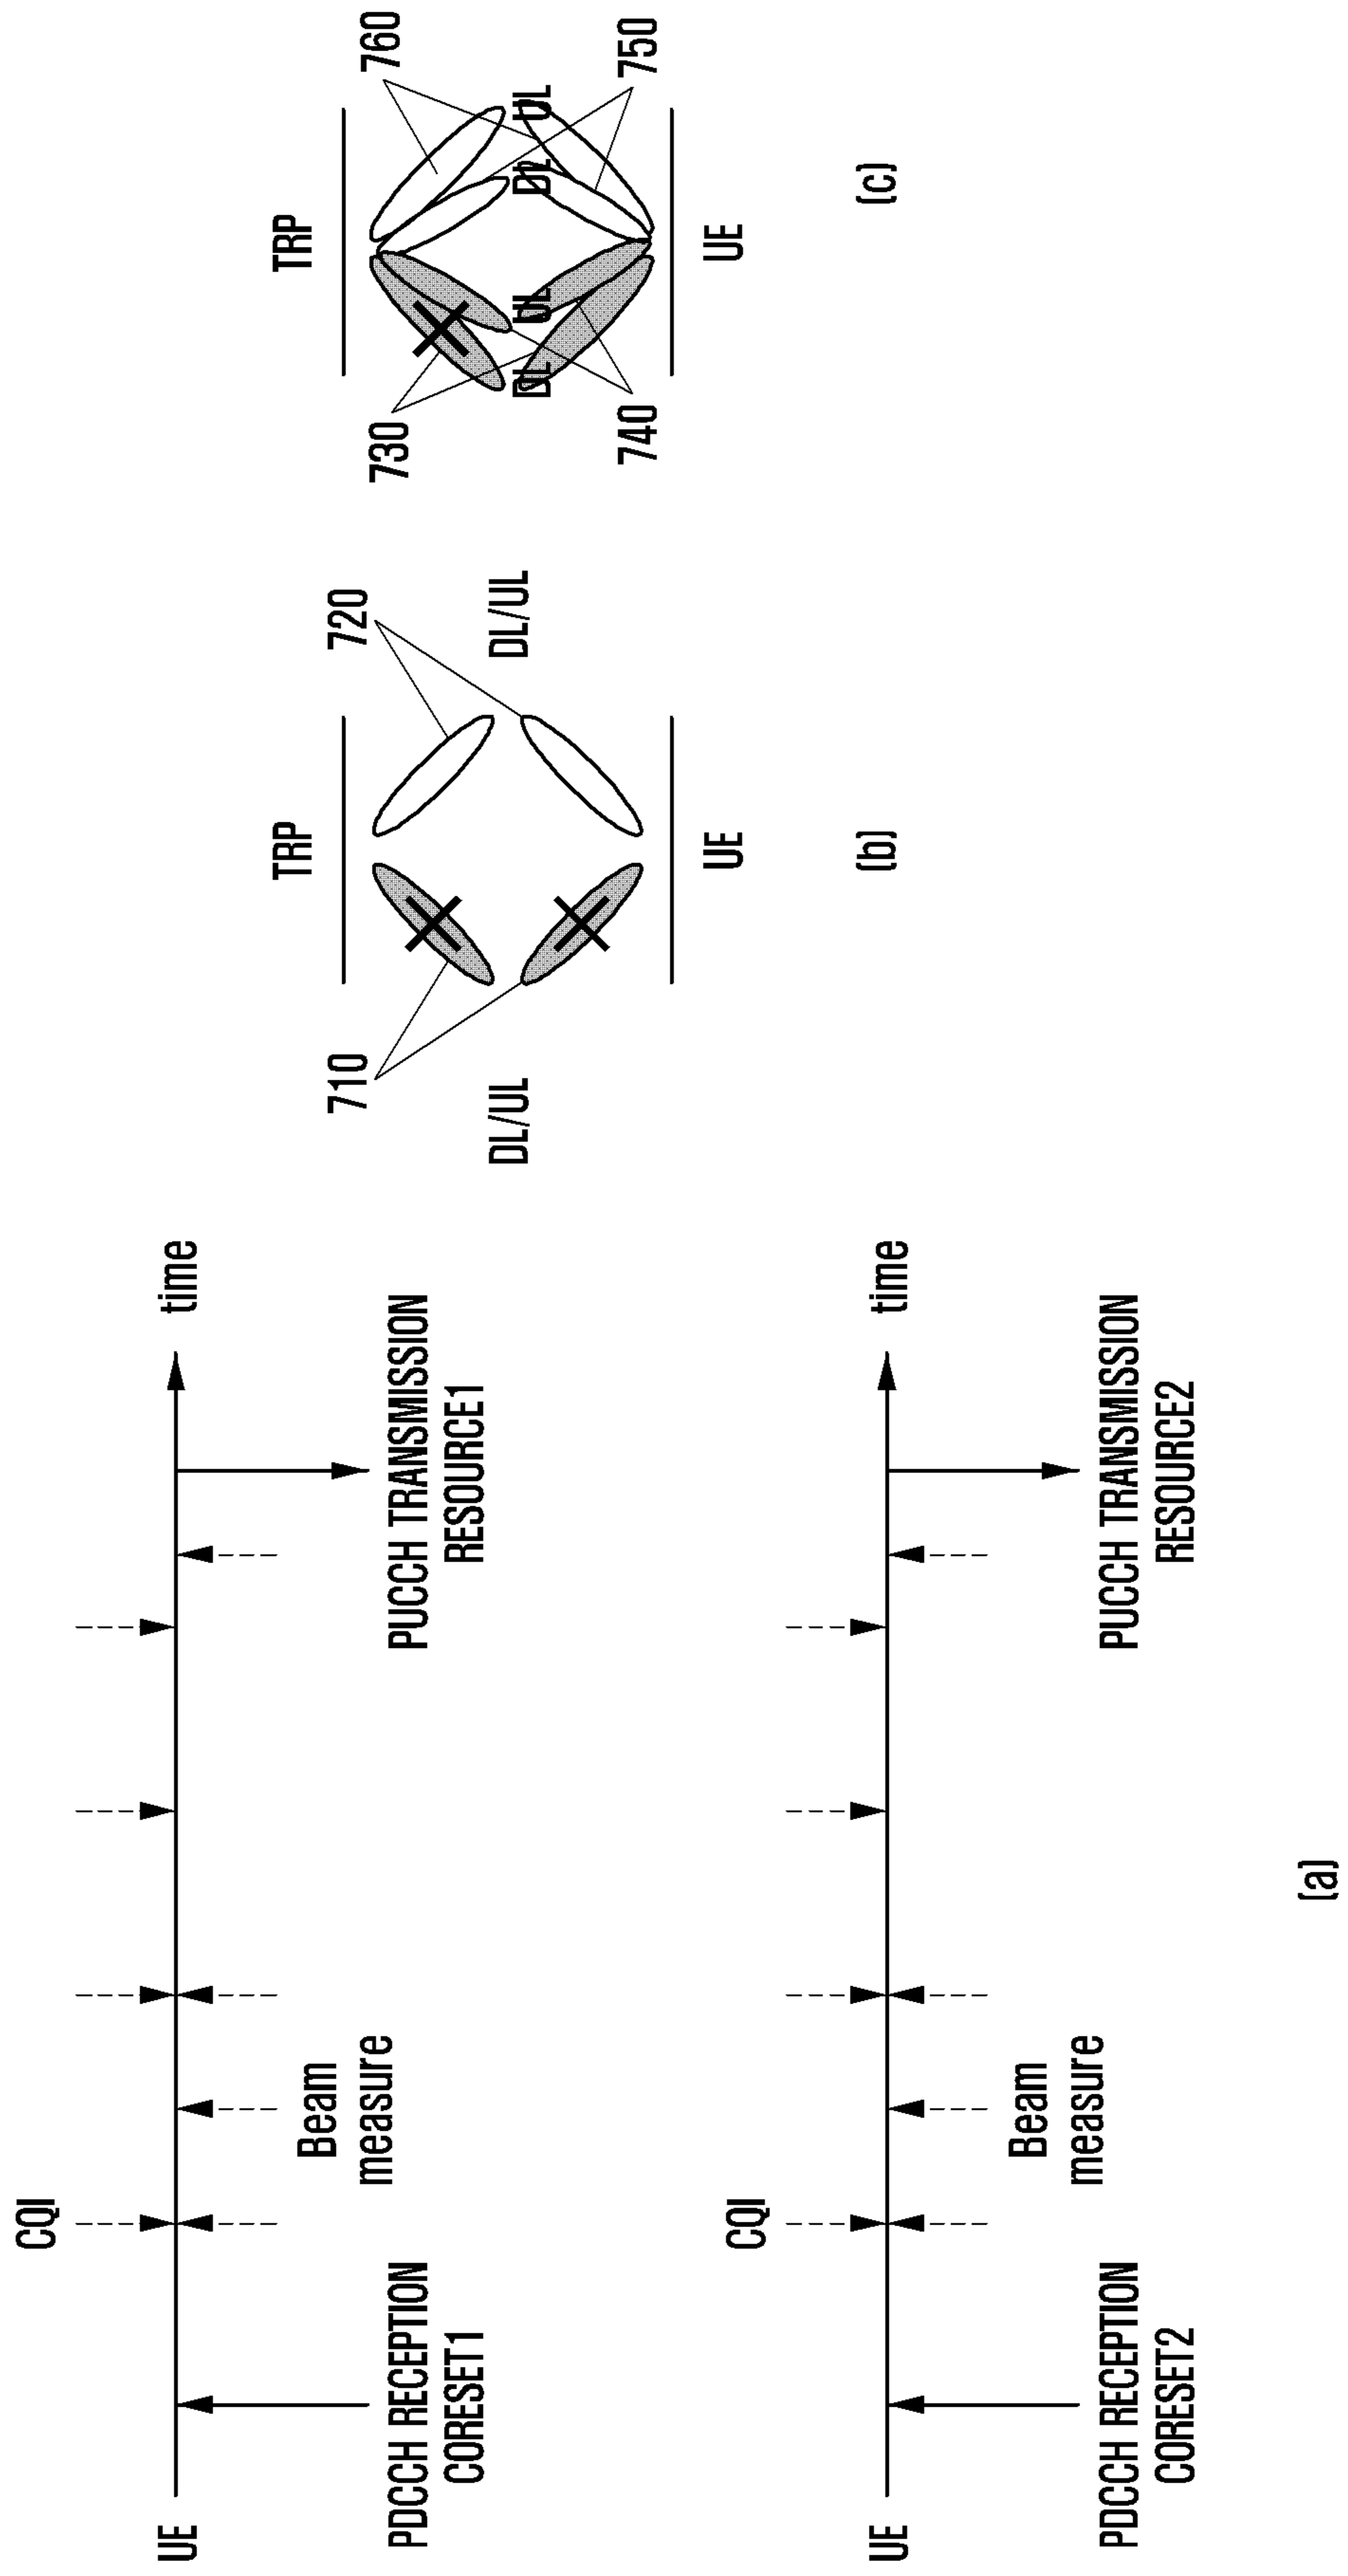 CQI
UE
time
Beam
measure
PDCCH RECEPTION
CORESET1
PUCCH TRANSMISSION
RESOURCE1
CQI
UE
time
Beam
measure
PDCCH RECEPTION
CORESET2
PUCCH TRANSMISSION
RESOURCE2
(a)
TRP
710
720
DL/UL
DL/UL
UE
(b)
TRP
730
760
DL
UL
DL
UL
740
750
UE
(c)